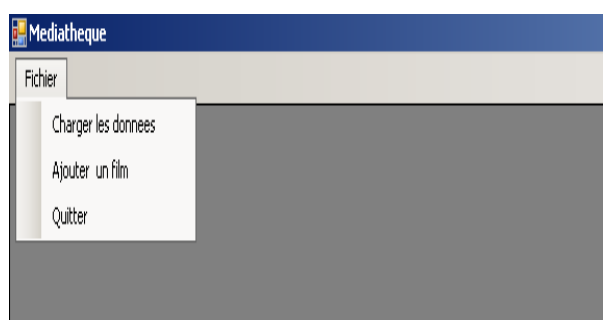 Mediatheque
Fichier
Charger les donnees
Ajouter un film
Quitter